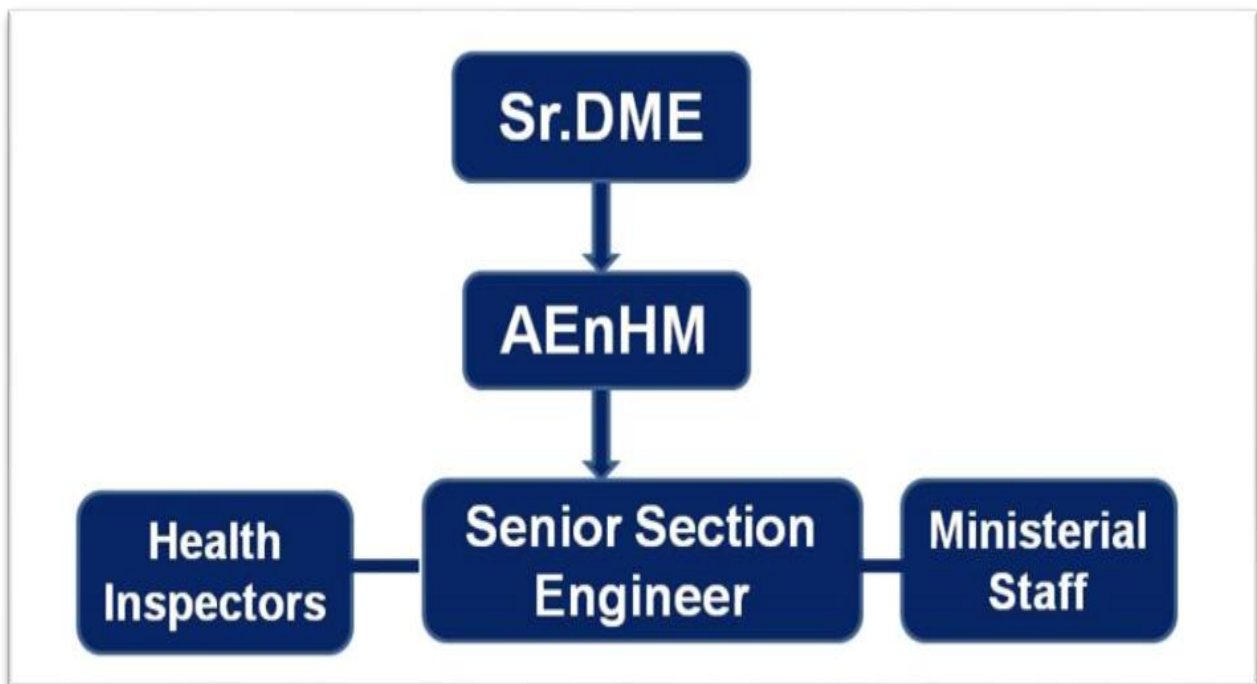 Sr.DME
AEnHM
Health
Inspectors
Senior Section
Engineer
Ministerial
Staff